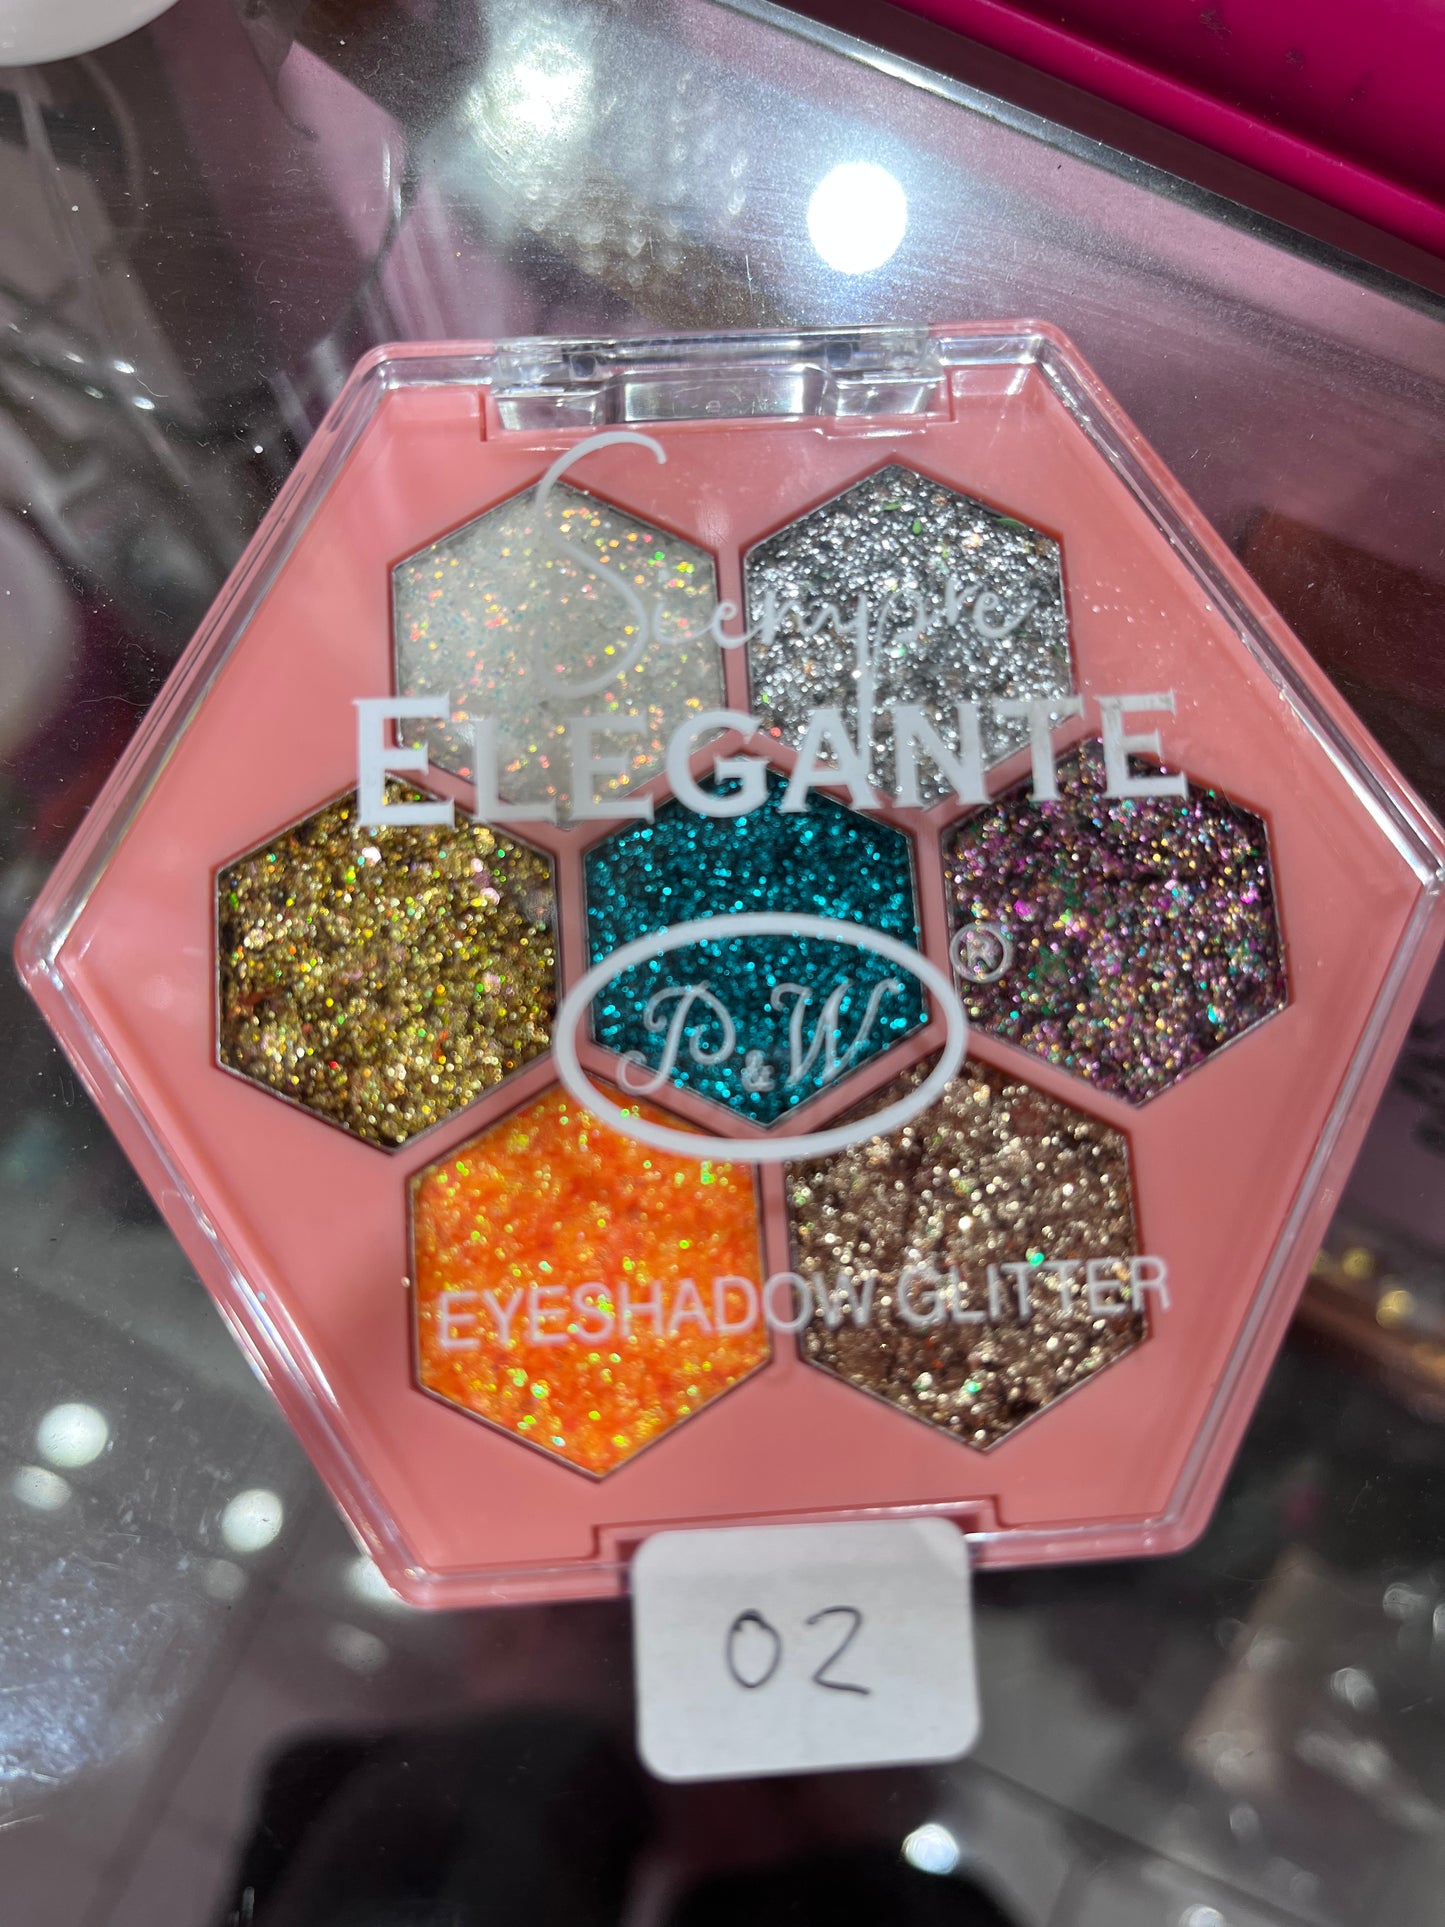 Siempre
ELEGANTE
P&W®
EYESHADOW GLITTER
02